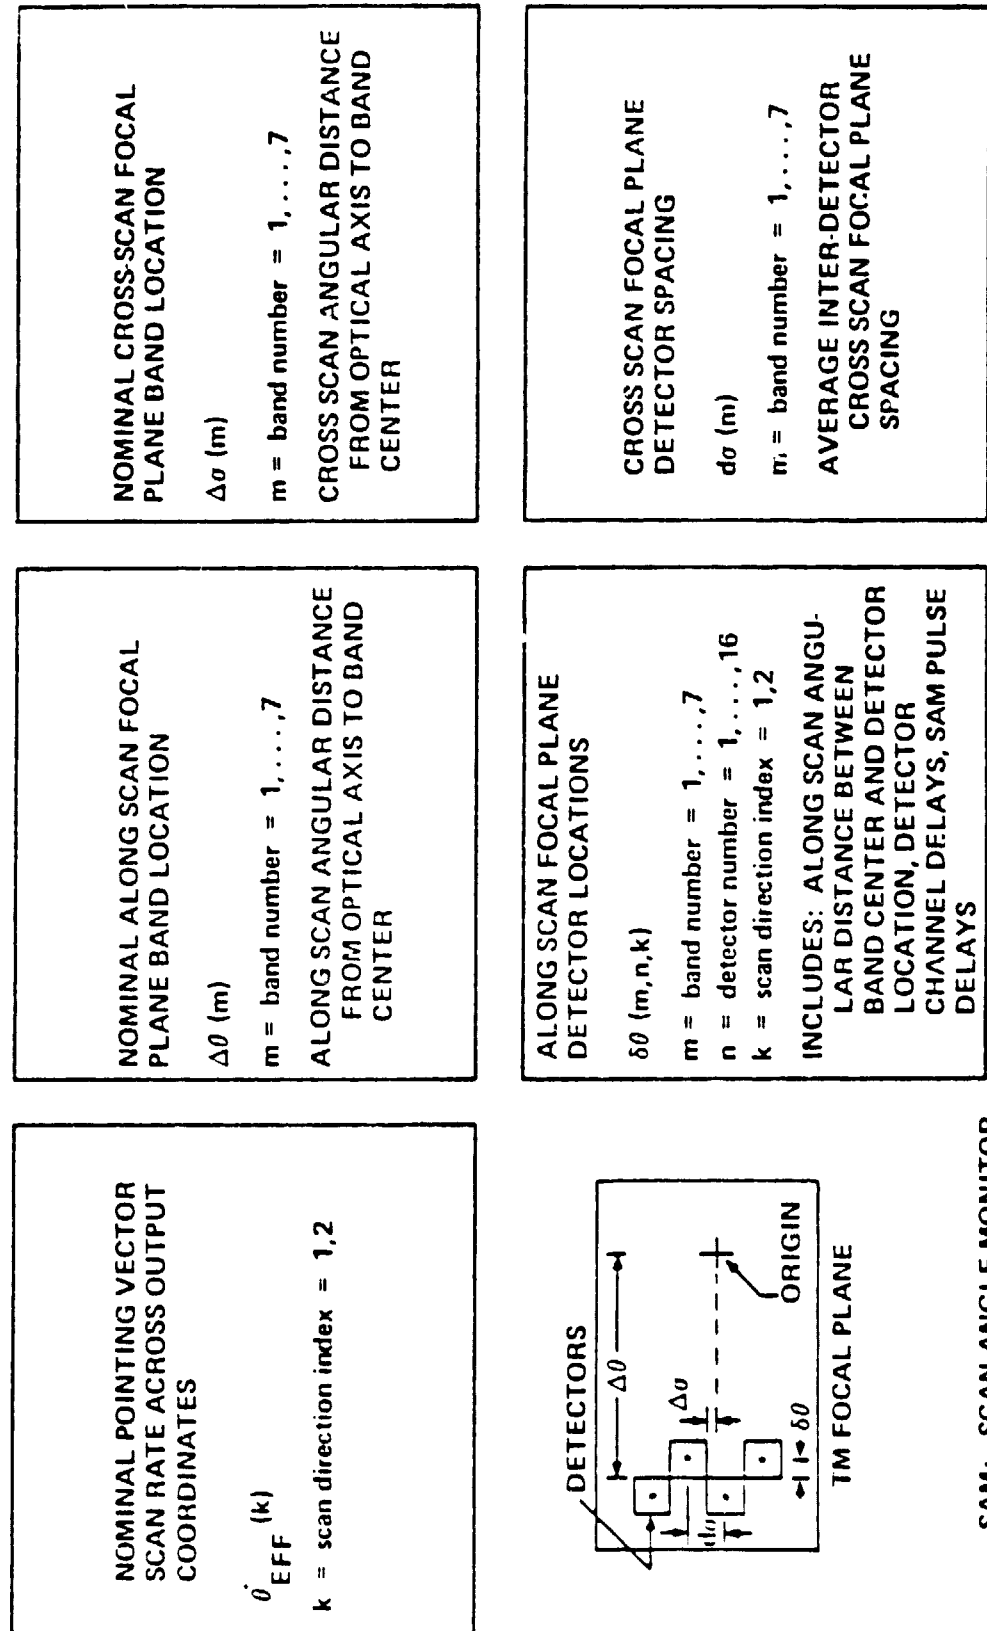 NOMINAL POINTING VECTOR
SCAN RATE ACROSS OUTPUT
COORDINATES
θ̇EFF (k)
k = scan direction index = 1,2
NOMINAL ALONG SCAN FOCAL
PLANE BAND LOCATION
Δθ (m)
m = band number = 1,...,7
ALONG SCAN ANGULAR DISTANCE
FROM OPTICAL AXIS TO BAND
CENTER
NOMINAL CROSS-SCAN FOCAL
PLANE BAND LOCATION
Δσ (m)
m = band number = 1,...,7
CROSS SCAN ANGULAR DISTANCE
FROM OPTICAL AXIS TO BAND
CENTER
DETECTORS
Δθ
Δσ
dσ
δθ
ORIGIN
TM FOCAL PLANE
ALONG SCAN FOCAL PLANE
DETECTOR LOCATIONS
δθ (m,n,k)
m = band number = 1,...,7
n = detector number = 1,...,16
k = scan direction index = 1,2
INCLUDES: ALONG SCAN ANGU-
LAR DISTANCE BETWEEN
BAND CENTER AND DETECTOR
LOCATION, DETECTOR
CHANNEL DELAYS, SAM PULSE
DELAYS
CROSS SCAN FOCAL PLANE
DETECTOR SPACING
dσ (m)
m = band number = 1,...,7
AVERAGE INTER-DETECTOR
CROSS SCAN FOCAL PLANE
SPACING
SAM: SCAN ANGLE MONITOR